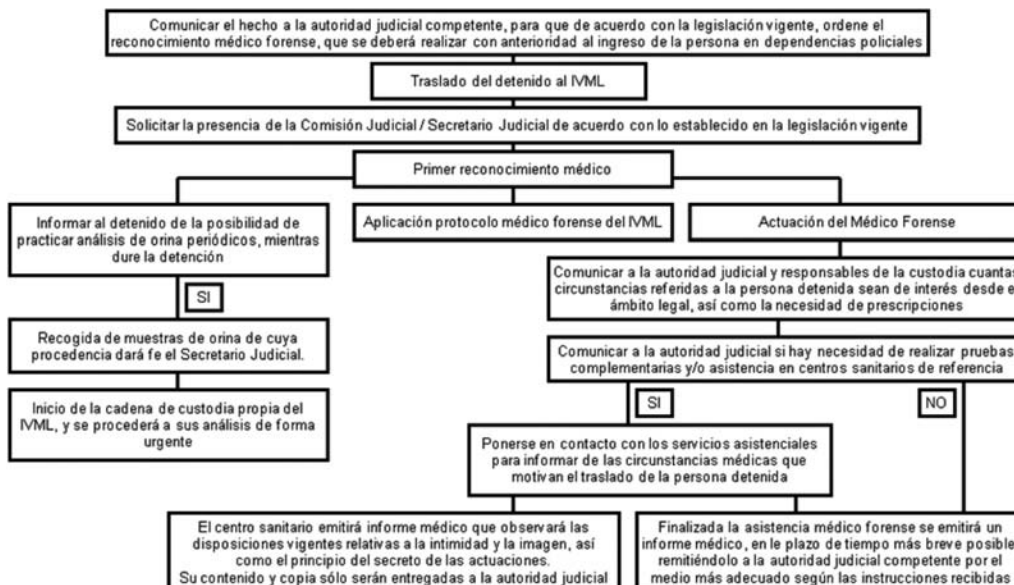 Comunicar el hecho a la autoridad judicial competente, para que de acuerdo con la legislación vigente, ordene el
reconocimiento médico forense, que se deberá realizar con anterioridad al ingreso de la persona en dependencias policiales
Traslado del detenido al IVML
Solicitar la presencia de la Comisión Judicial / Secretario Judicial de acuerdo con lo establecido en la legislación vigente
Primer reconocimiento médico
Informar al detenido de la posibilidad de
practicar análisis de orina periódicos, mientras
dure la detención
SI
Recogida de muestras de orina de cuya
procedencia dará fe el Secretario Judicial.
Inicio de la cadena de custodia propia del
IVML, y se procederá a sus análisis de forma
urgente
Aplicación protocolo médico forense del IVML
Actuación del Médico Forense
Comunicar a la autoridad judicial y responsables de la custodia cuantas
circunstancias referidas a la persona detenida sean de interés desde e
ámbito legal, así como la necesidad de prescripciones
Comunicar a la autoridad judicial si hay necesidad de realizar pruebas
complementarias y/o asistencia en centros sanitarios de referencia
SI
NO
Ponerse en contacto con los servicios asistenciales
para informar de las circunstancias médicas que
motivan el traslado de la persona detenida
El centro sanitario emitirá informe médico que observará las
disposiciones vigentes relativas a la intimidad y la imagen, así
como el principio del secreto de las actuaciones.
Su contenido y copia sólo serán entregadas a la autoridad judicial
Finalizada la asistencia médico forense se emitirá un
informe médico, en le plazo de tiempo más breve posible
remitiéndolo a la autoridad judicial competente por el
medio más adecuado según las instrucciones recibidas